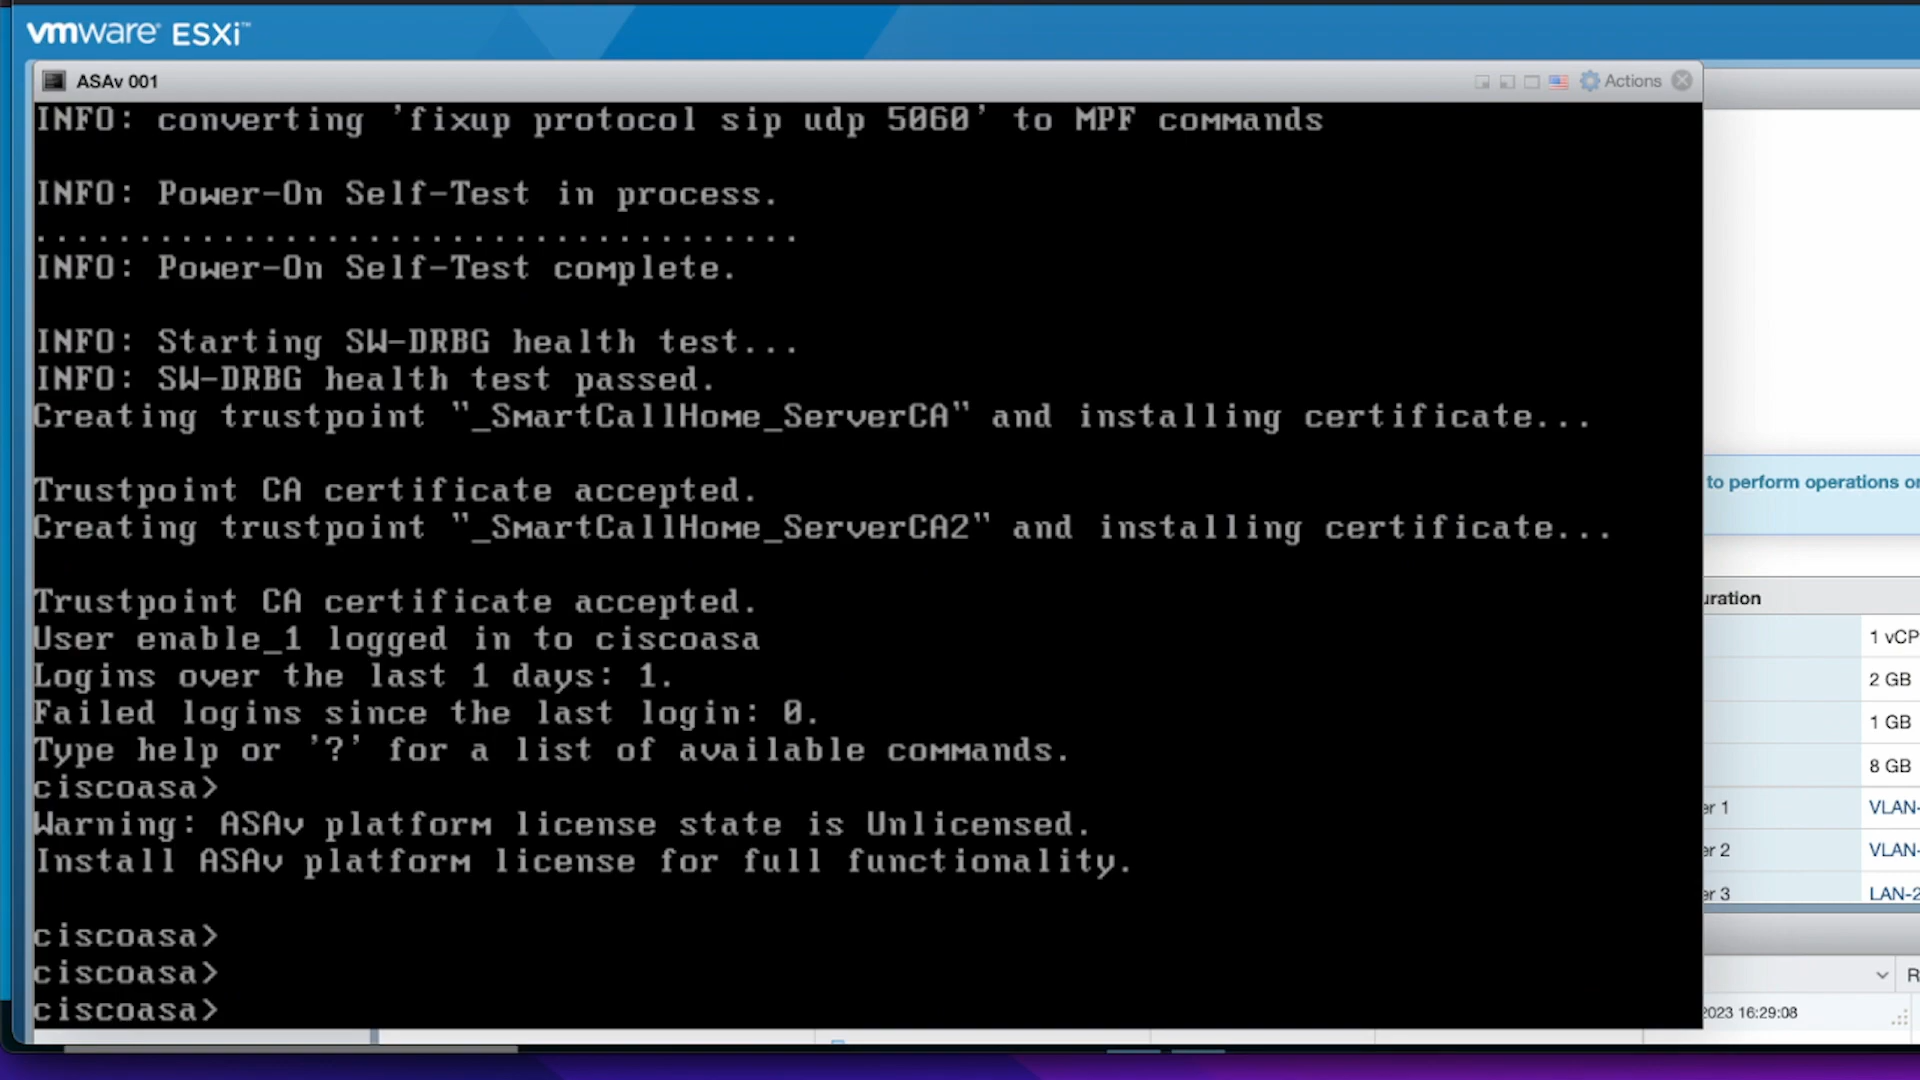 vmware ESXi™
ASAv 001
Actions
INFO: converting 'fixup protocol sip udp 5060' to MPF commands
INFO: Power-On Self-Test in process.
.....................................
INFO: Power-On Self-Test complete.
INFO: Starting SW-DRBG health test...
INFO: SW-DRBG health test passed.
Creating trustpoint "_SmartCallHome_ServerCA" and installing certificate...
Trustpoint CA certificate accepted.
Creating trustpoint "_SmartCallHome_ServerCA2" and installing certificate...
Trustpoint CA certificate accepted.
User enable_1 logged in to ciscoasa
Logins over the last 1 days: 1.
Failed logins since the last login: 0.
Type help or '?' for a list of available commands.
ciscoasa>
Warning: ASAv platform license state is Unlicensed.
Install ASAv platform license for full functionality.
ciscoasa>
ciscoasa>
ciscoasa>
to perform operations
uration
1 vCP
2 GB
1 GB
8 GB
er 1 VLAN-
er 2 VLAN-
er 3 LAN-2
2023 16:29:08